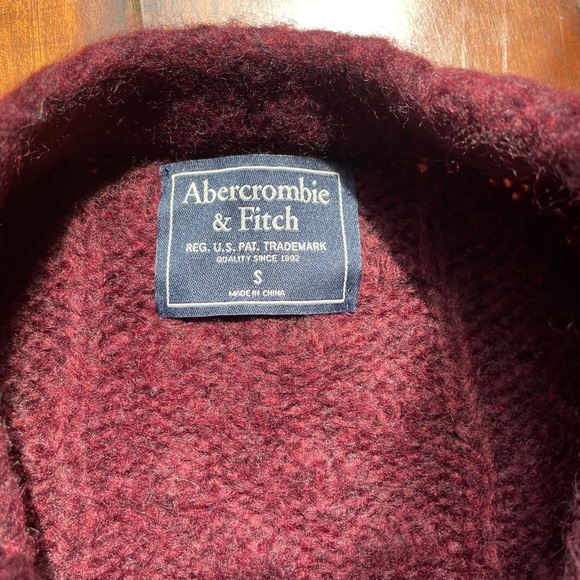 Abercrombie
& Fitch
REG. U.S. PAT. TRADEMARK
QUALITY SINCE 1892
S
MADE IN CHINA